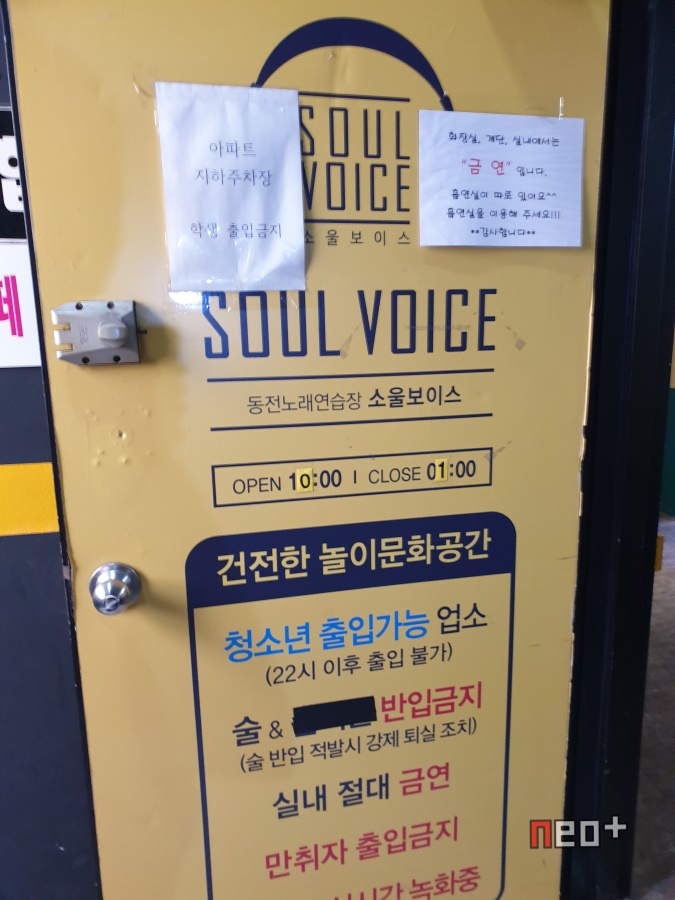 SOUL
VOICE
소울보이스
아파트
지하주차장
학생 출입금지
화장실, 계단, 실내에서는
"금 연" 입니다.
흡연실이 따로 있어요^^
흡연실을 이용해 주세요!!!
**감사합니다**
SOUL VOICE
동전노래연습장 소울보이스
OPEN 10:00 I CLOSE 01:00
건전한 놀이문화공간
청소년 출입가능 업소
(22시 이후 출입 불가)
술 & 반입금지
(술 반입 적발시 강제 퇴실 조치)
실내 절대 금연
만취자 출입금지
녹화중
neo+